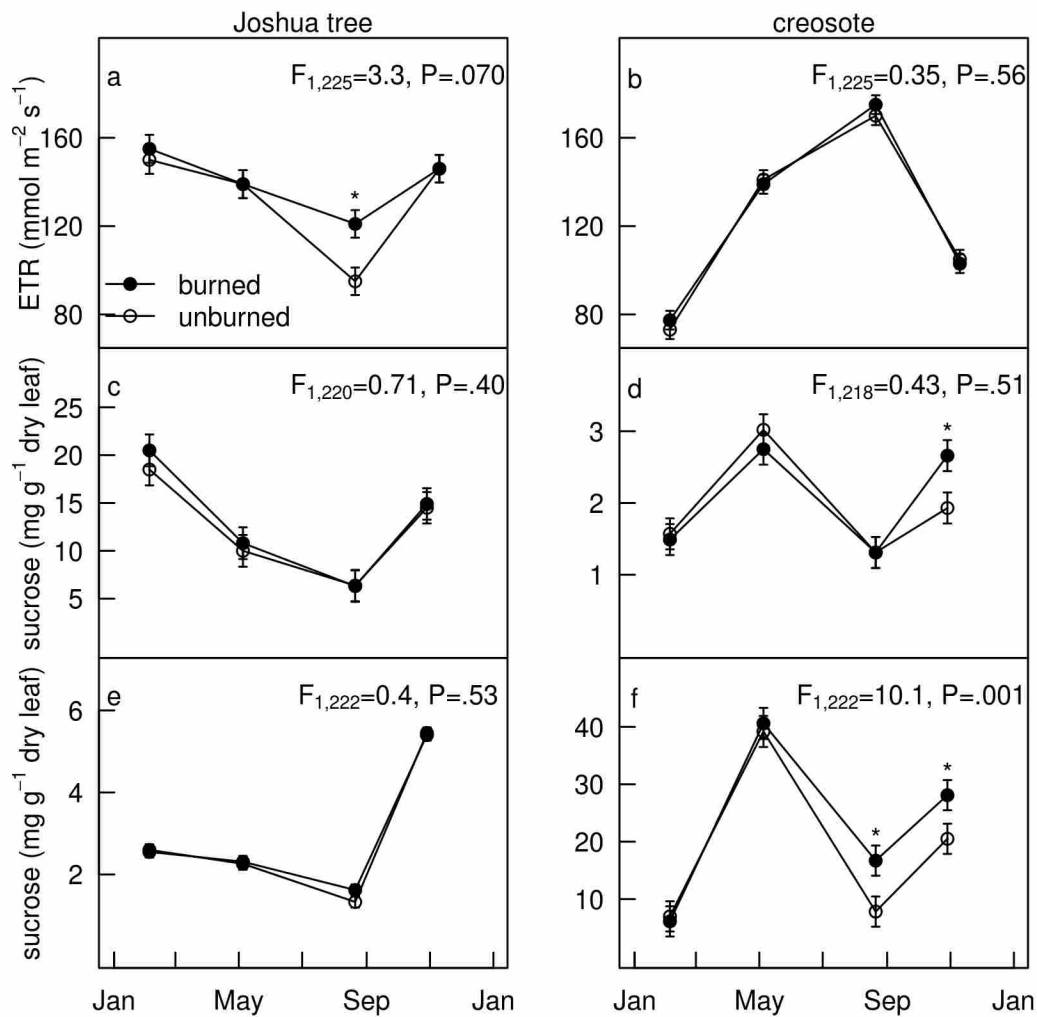 Joshua tree
creosote
a
F1,225=3.3, P=.070
b
F1,225=0.35, P=.56
ETR (mmol m−2 s−1)
160
120
80
160
120
80
burned
unburned
*
c
F1,220=0.71, P=.40
d
F1,218=0.43, P=.51
sucrose (mg g−1 dry leaf)
25
20
15
10
5
3
2
1
*
e
F1,222=0.4, P=.53
f
F1,222=10.1, P=.001
sucrose (mg g−1 dry leaf)
6
4
2
40
30
20
10
*
*
Jan May Sep Jan
Jan May Sep Jan